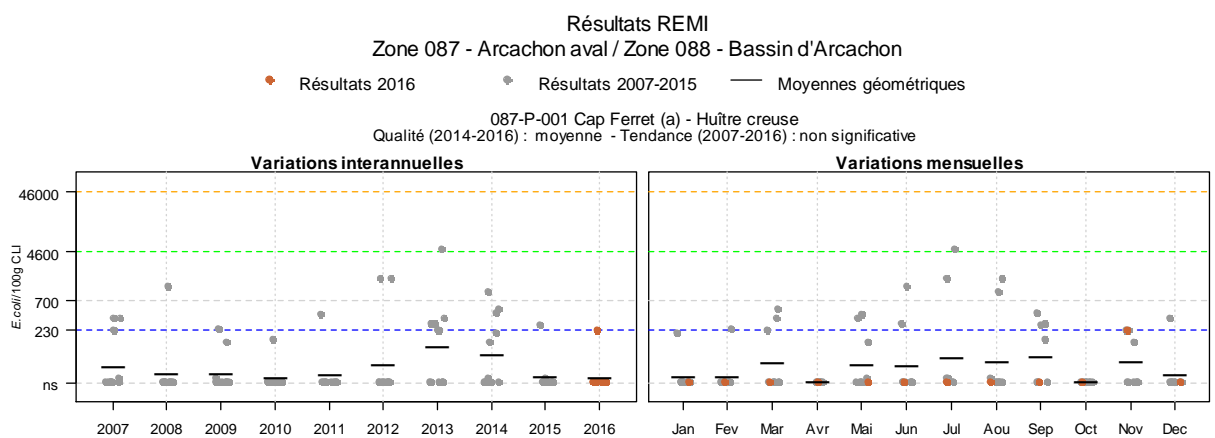 Résultats REMI
Zone 087 - Arcachon aval / Zone 088 - Bassin d'Arcachon
Résultats 2016 Résultats 2007-2015 Moyennes géométriques
087-P-001 Cap Ferret (a) - Huître creuse
Qualité (2014-2016) : moyenne - Tendance (2007-2016) : non significative
Variations interannuelles Variations mensuelles
E.coli/100g CLI
46000
4600
700
230
ns
2007 2008 2009 2010 2011 2012 2013 2014 2015 2016
Jan Fev Mar Avr Mai Jun Jul Aou Sep Oct Nov Dec